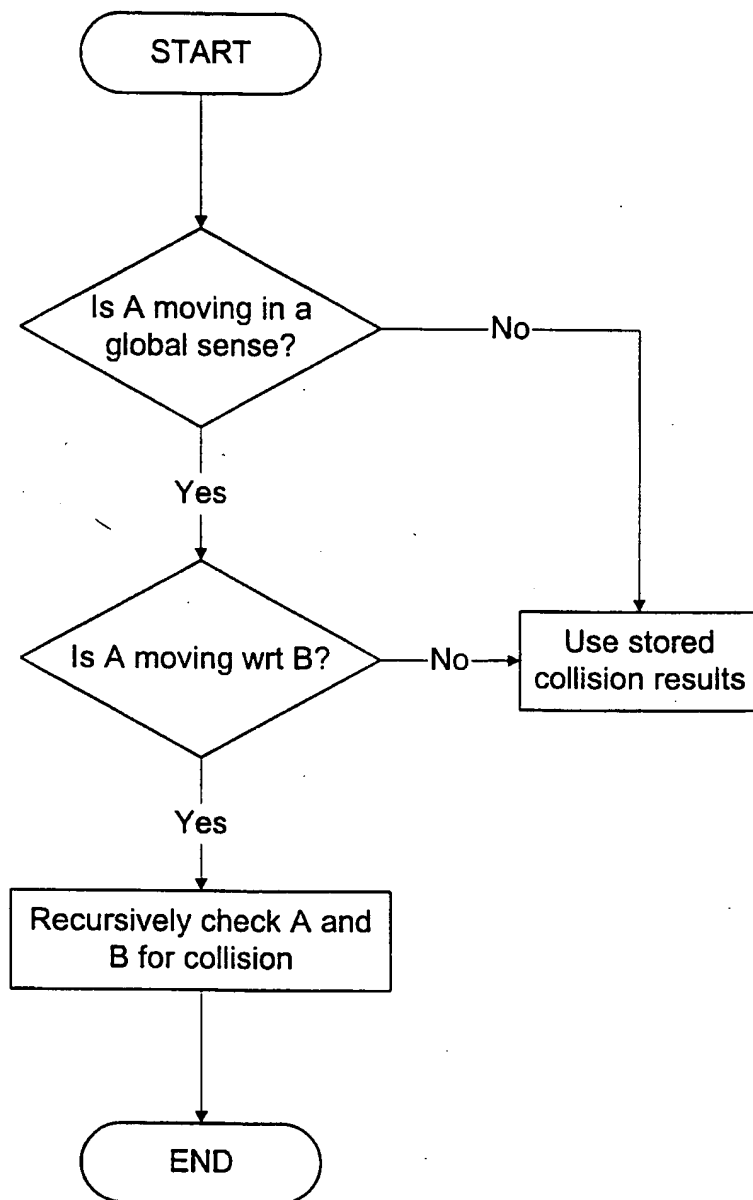 START
Is A moving in a
global sense?
No
Yes
Is A moving wrt B?
No
Use stored
collision results
Yes
Recursively check A and
B for collision
END